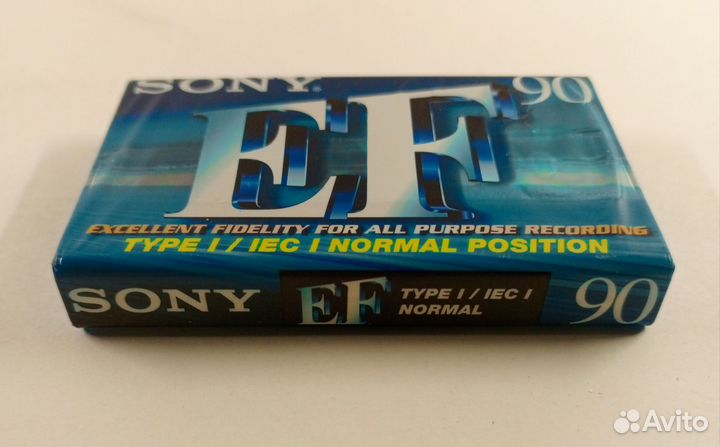 SONY® 90
EF
EXCELLENT FIDELITY FOR ALL PURPOSE RECORDING
TYPE I / IEC I NORMAL POSITION
SONY EF TYPE I / IEC I 90
NORMAL
Avito